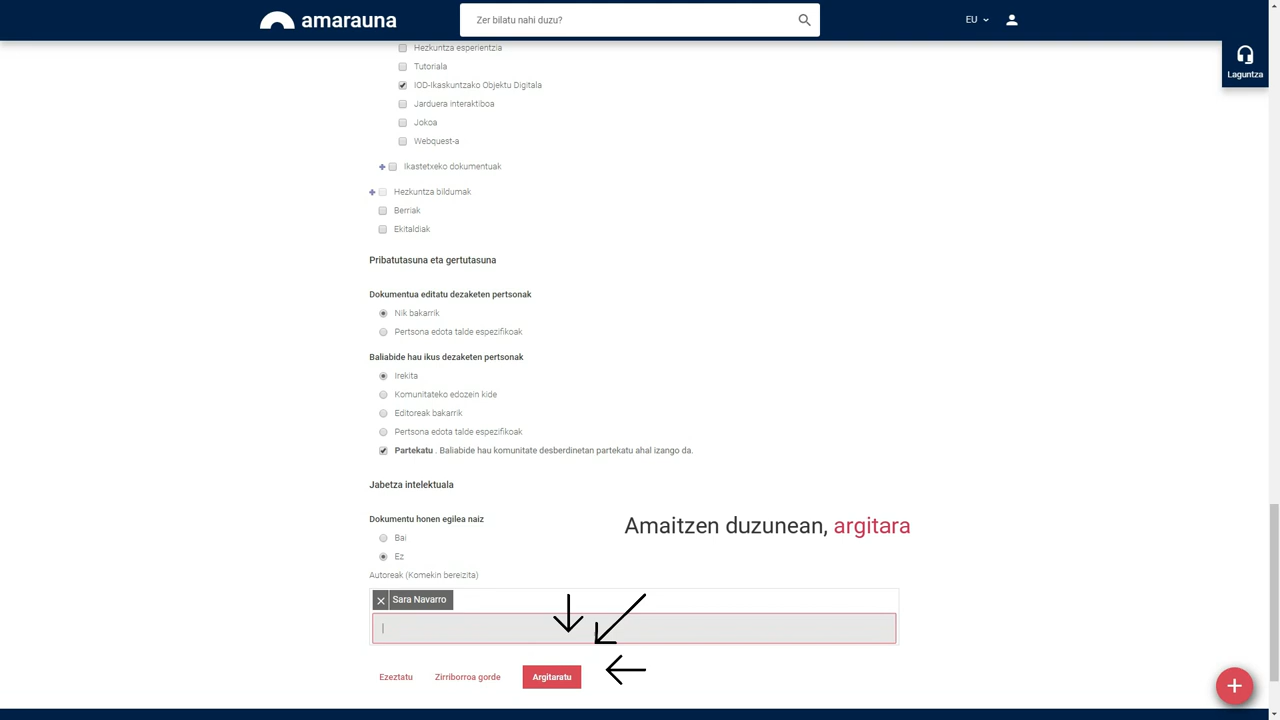 amarauna
Zer bilatu nahi duzu?
EU
Laguntza
Hezkuntza esperientzia
Tutoriala
IOD-Ikaskuntzako Objektu Digitala
Jarduera interaktiboa
Jokoa
Webquest-a
Ikastetxeko dokumentuak
Hezkuntza bildumak
Berriak
Ekitaldiak
Pribatutasuna eta gertutasuna
Dokumentua editatu dezaketen pertsonak
Nik bakarrik
Pertsona edota talde espezifikoak
Baliabide hau ikus dezaketen pertsonak
Irekita
Komunitateko edozein kide
Editoreak bakarrik
Pertsona edota talde espezifikoak
Partekatu . Baliabide hau komunitate desberdinetan partekatu ahal izango da.
Jabetza intelektuala
Dokumentu honen egilea naiz
Amaitzen duzunean, argitara
Bai
Ez
Autoreak (Komekin bereizita)
Sara Navarro
Ezeztatu Zirriborroa gorde Argitaratu